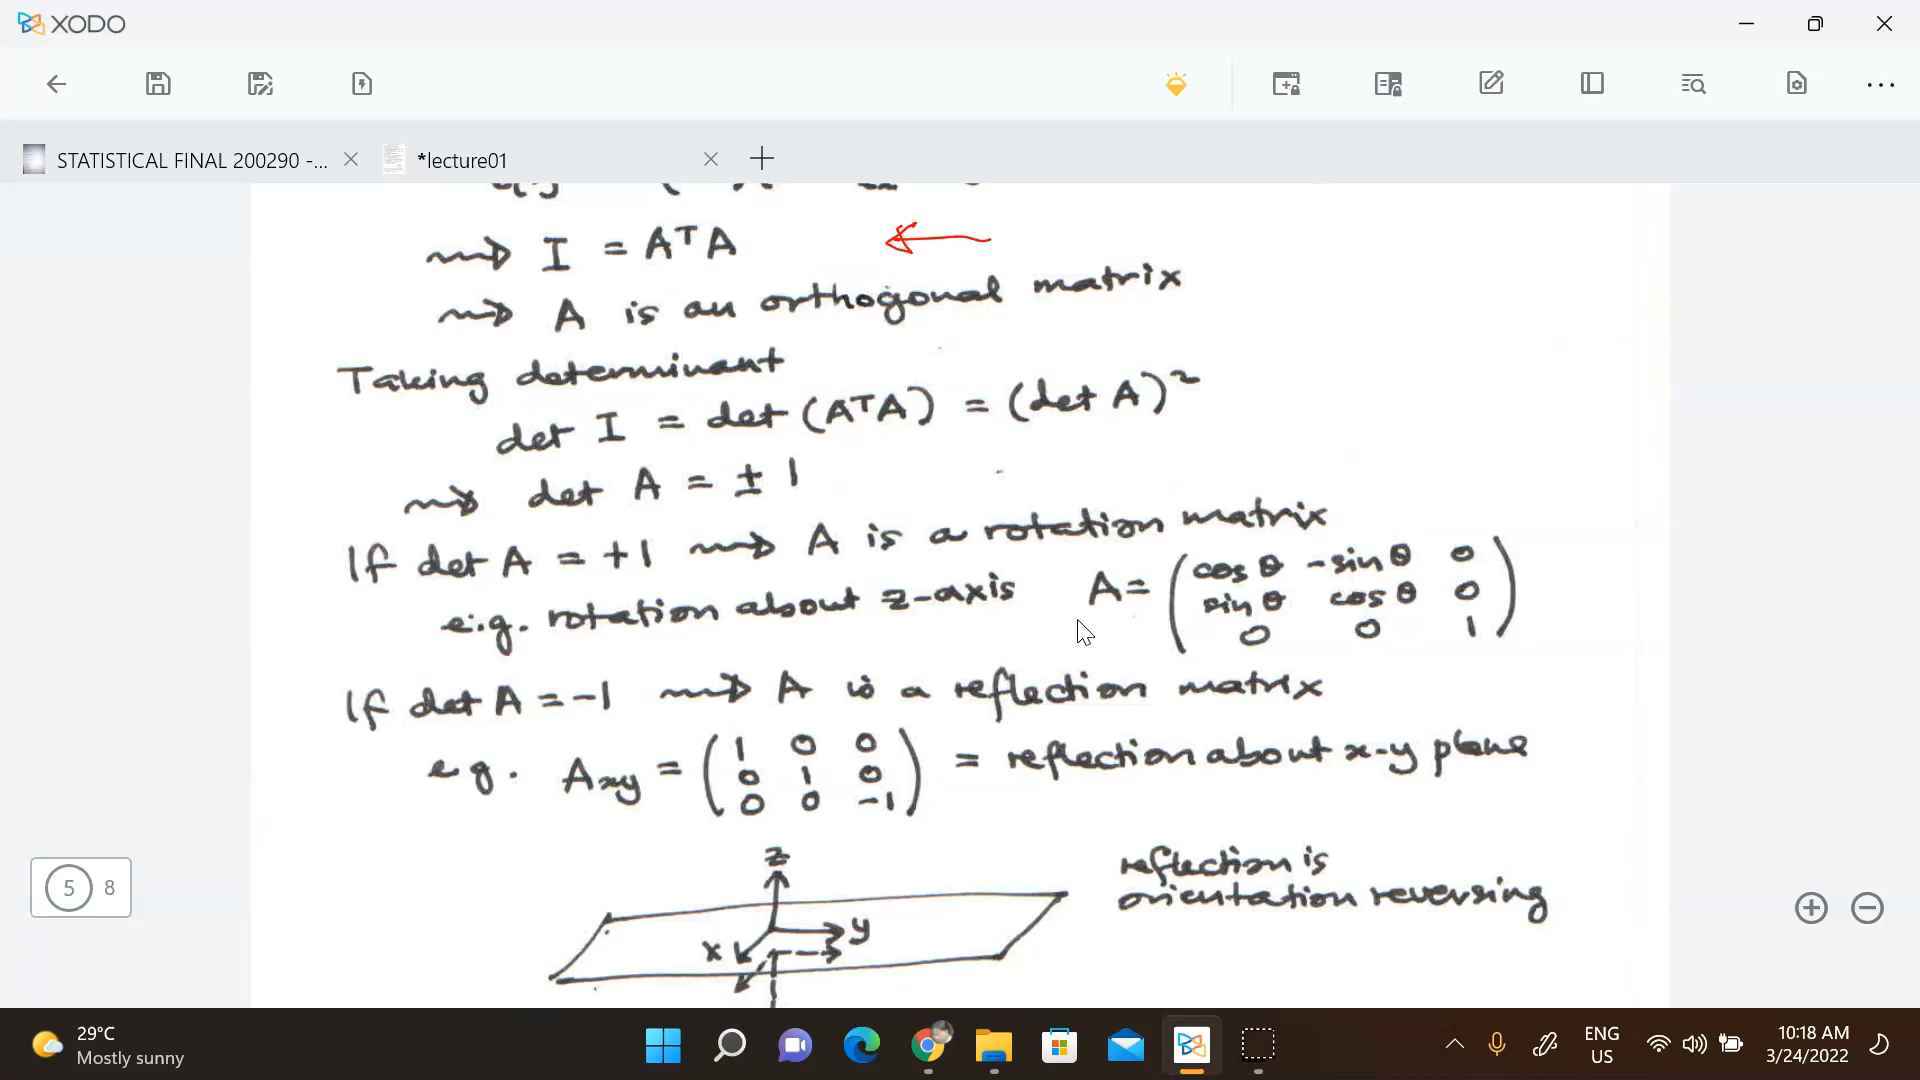 XODO
STATISTICAL FINAL 200290 -...
*lecture01
⇝ I = AᵀA
⇝ A is an orthogonal matrix
Taking determinant
det I = det (AᵀA) = (det A)²
⇝ det A = ± 1
If det A = +1 ⇝ A is a rotation matrix
e.g. rotation about z-axis A = ( cos θ -sin θ 0
sin θ cos θ 0
0 0 1 )
If det A = -1 ⇝ A is a reflection matrix
e.g. Axy = ( 1 0 0
0 1 0
0 0 -1 ) = reflection about x-y plane
z
reflection is
orientation reversing
x y
5 8
29°C
Mostly sunny
ENG
US
10:18 AM
3/24/2022